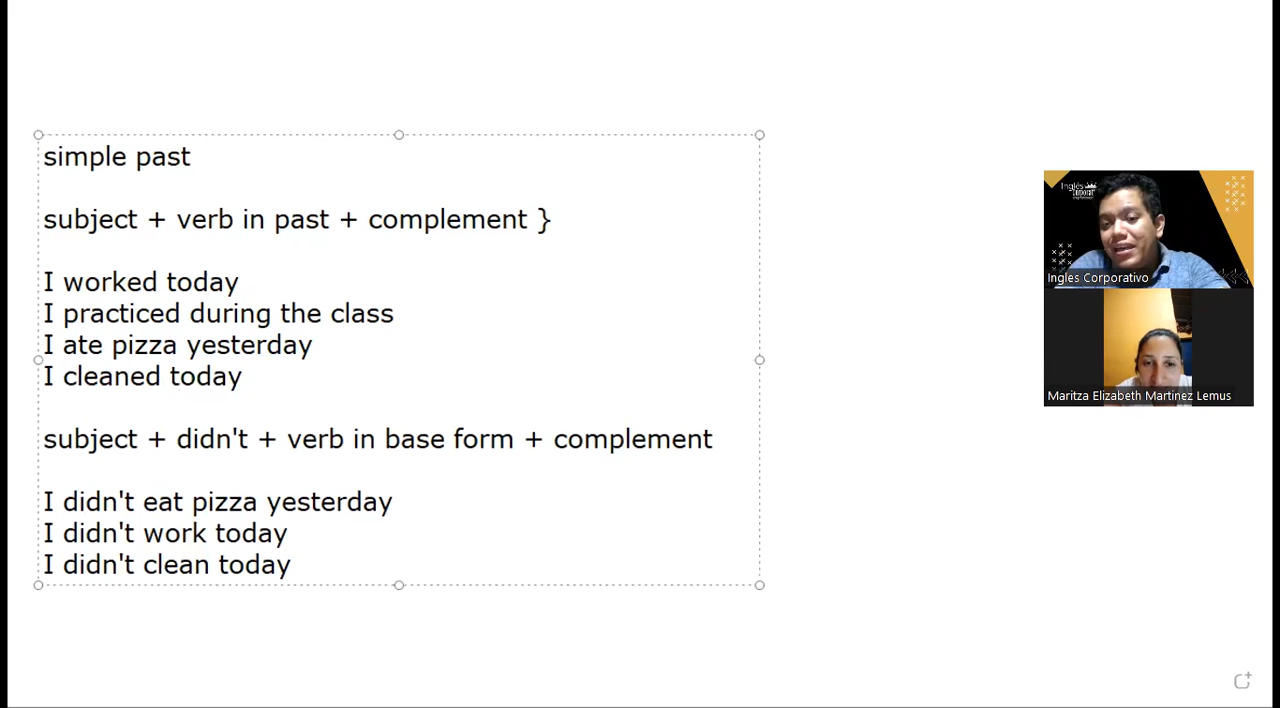 simple past
subject + verb in past + complement }
I worked today
I practiced during the class
I ate pizza yesterday
I cleaned today
subject + didn't + verb in base form + complement
I didn't eat pizza yesterday
I didn't work today
I didn't clean today
Inglés
Corporativo
Ingles Corporativo
Maritza Elizabeth Martinez Lemus